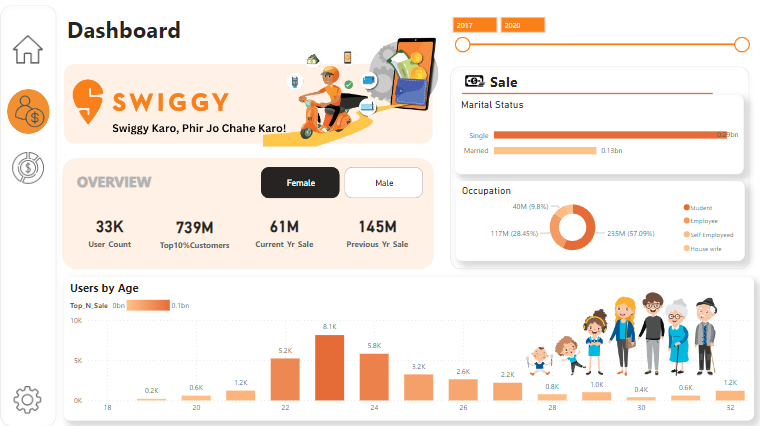 Dashboard
2017 2020
SWIGGY
Swiggy Karo, Phir Jo Chahe Karo!
Sale
Marital Status
Single 0.29bn
Married 0.13bn
OVERVIEW
Female Male
33K 739M 61M 145M
User Count Top10%Customers Current Yr Sale Previous Yr Sale
Occupation
40M (9.8%)
117M (28.45%) 235M (57.09%)
Student
Employee
Self Employeed
House wife
Users by Age
Top_N_Sale 0bn 0.1bn
10K
5K
0K
0.2K 0.6K 1.2K 5.2K 8.1K 5.8K 3.2K 2.6K 2.2K 0.8K 1.0K 0.4K 0.6K 1.2K
18 20 22 24 26 28 30 32